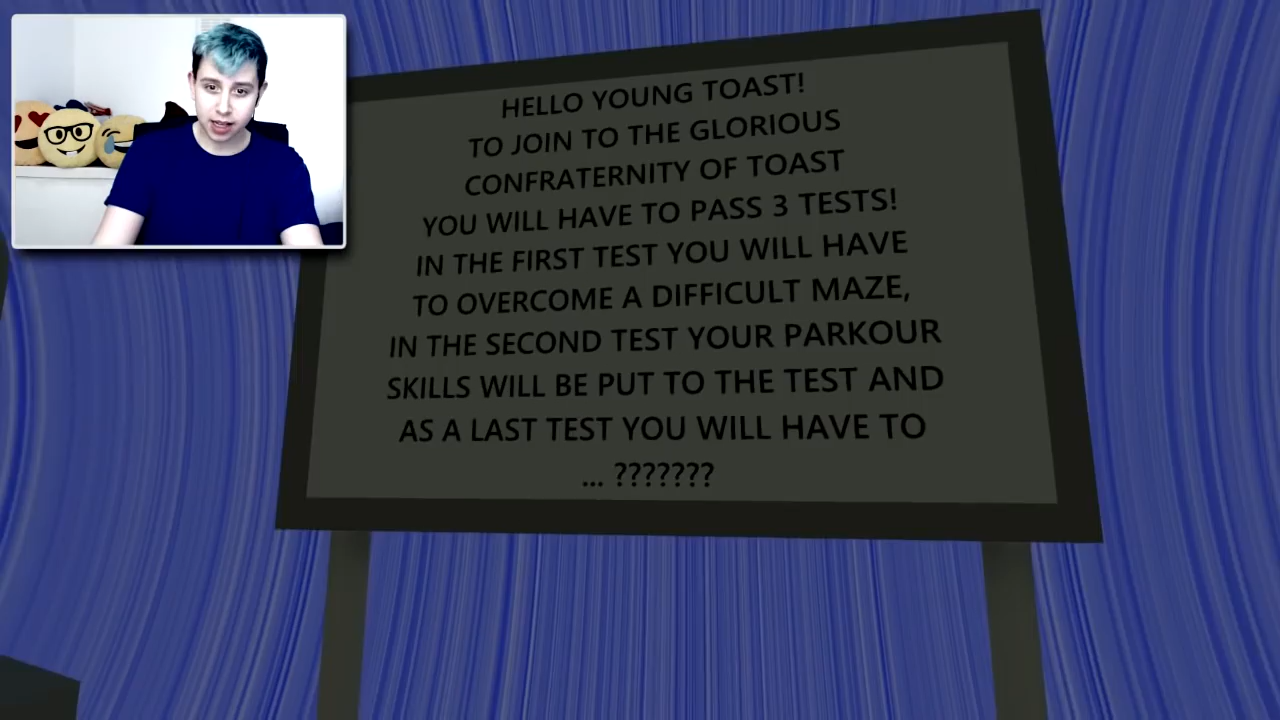 HELLO YOUNG TOAST!
TO JOIN TO THE GLORIOUS
CONFRATERNITY OF TOAST
YOU WILL HAVE TO PASS 3 TESTS!
IN THE FIRST TEST YOU WILL HAVE
TO OVERCOME A DIFFICULT MAZE,
IN THE SECOND TEST YOUR PARKOUR
SKILLS WILL BE PUT TO THE TEST AND
AS A LAST TEST YOU WILL HAVE TO
... ???????